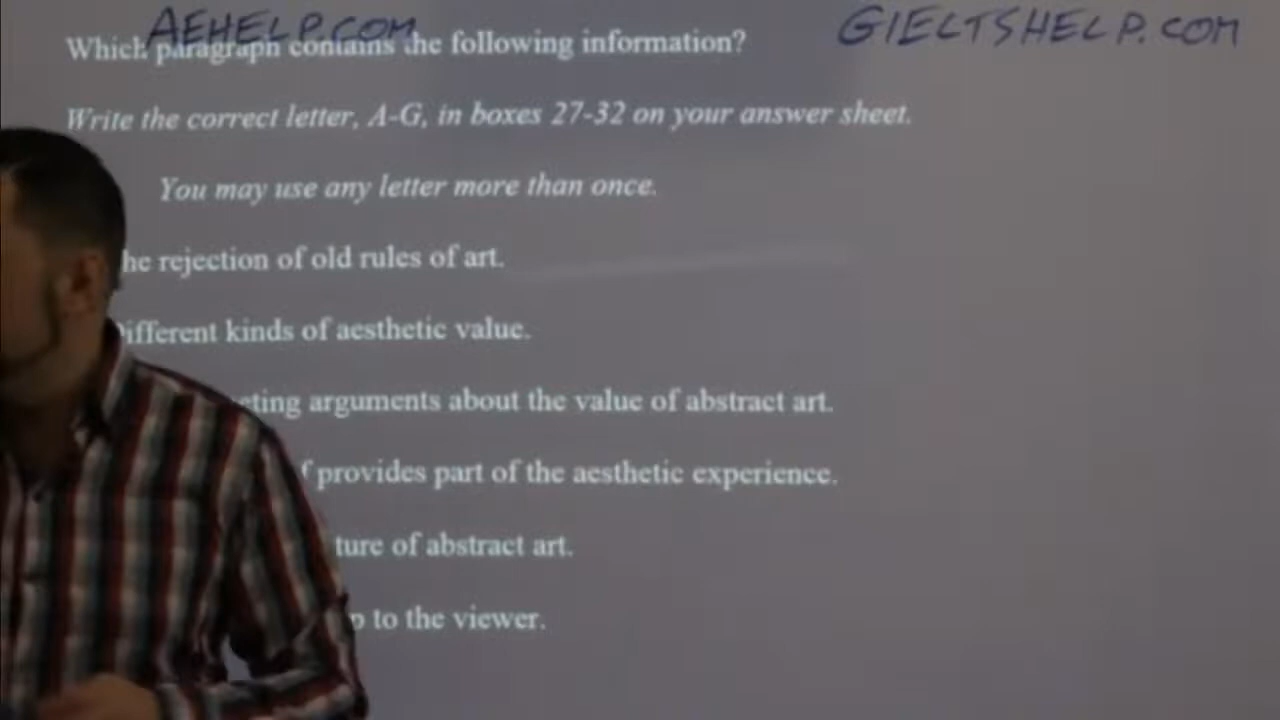 AEHELP.COM
GIELTSHELP.COM
Which paragraph contains the following information?
Write the correct letter, A-G, in boxes 27-32 on your answer sheet.
You may use any letter more than once.
he rejection of old rules of art.
ifferent kinds of aesthetic value.
eting arguments about the value of abstract art.
f provides part of the aesthetic experience.
ture of abstract art.
p to the viewer.